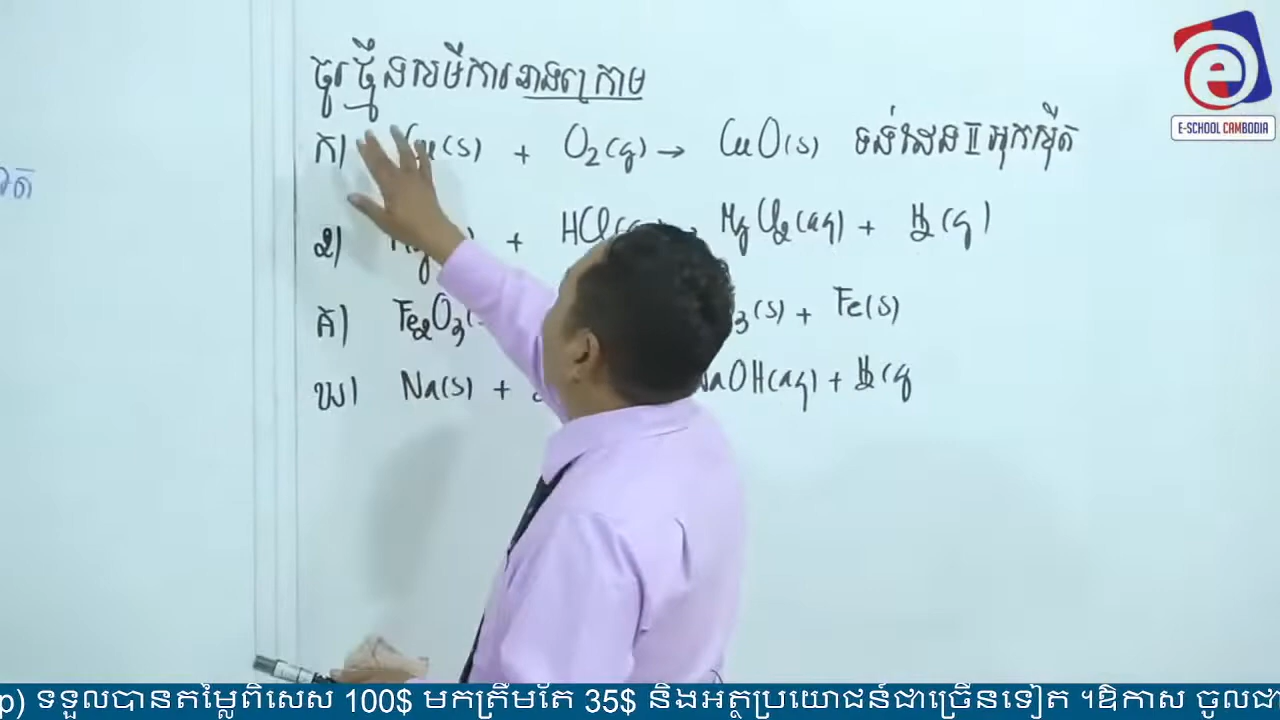 ចូរថ្លឹងសមីការខាងក្រោម
ក) Cu(s) + O2(g) → CuO(s) ទង់ដែង II អុកស៊ីត
ខ) + HCl MgCl2(aq) + H2(g)
គ) Fe2O3 3(s) + Fe(s)
ឃ) Na(s) + NaOH(aq) + H2(g
E-SCHOOL CAMBODIA
p) ទទួលបានតម្លៃពិសេស 100$ មកត្រឹមតែ 35$ និងអត្ថប្រយោជន៍ជាច្រើនទៀត ។ឱកាស ចូលជា